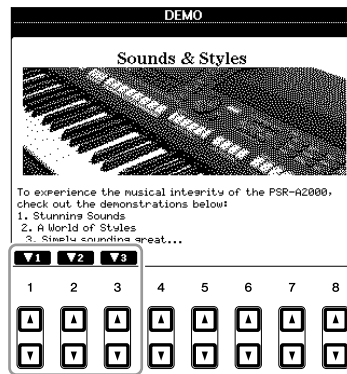 DEMO
Sounds & Styles
To experience the musical integrity of the PSR-A2000,
check out the demonstrations below:
1. Stunning Sounds
2. A World of Styles
3. Simply sounding great...
▼1 ▼2 ▼3
1 2 3 4 5 6 7 8